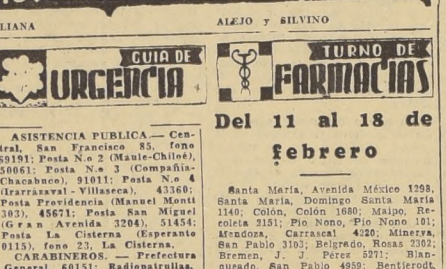 LIANA
ALEJO y SILVINO
GUIA DE
URGENCIA
ASISTENCIA PUBLICA.— Cen-
tral, San Francisco 85, fono
69191; Posta N.o 2 (Maule-Chiloé),
50061; Posta N.o 3 (Compañía-
Chacabuco), 91011; Posta N.o 4
(Irarrázaval - Villaseca), 43360;
Posta Providencia (Manuel Montt
303), 45671; Posta San Miguel
(Gran Avenida 3204), 51454;
Posta La Cisterna (Esperanto
0115), fono 23, La Cisterna.
CARABINEROS. — Prefectura
General 60151; Radiopatrullas,
TURNO DE
FARMACIAS
Del 11 al 18 de
febrero
Santa María, Avenida México 1298,
Santa María, Domingo Santa María
1140; Colón, Colón 1680; Maipo, Re-
coleta 2151; Pio Nono, Pio Nono 101;
Mendoza, Carrascal 4220; Minerva,
San Pablo 3103; Belgrado, Rosas 2302;
Bremen, J. J. Pérez 5271; Blan-
queado, San Pablo 4959; Bentjerodt,